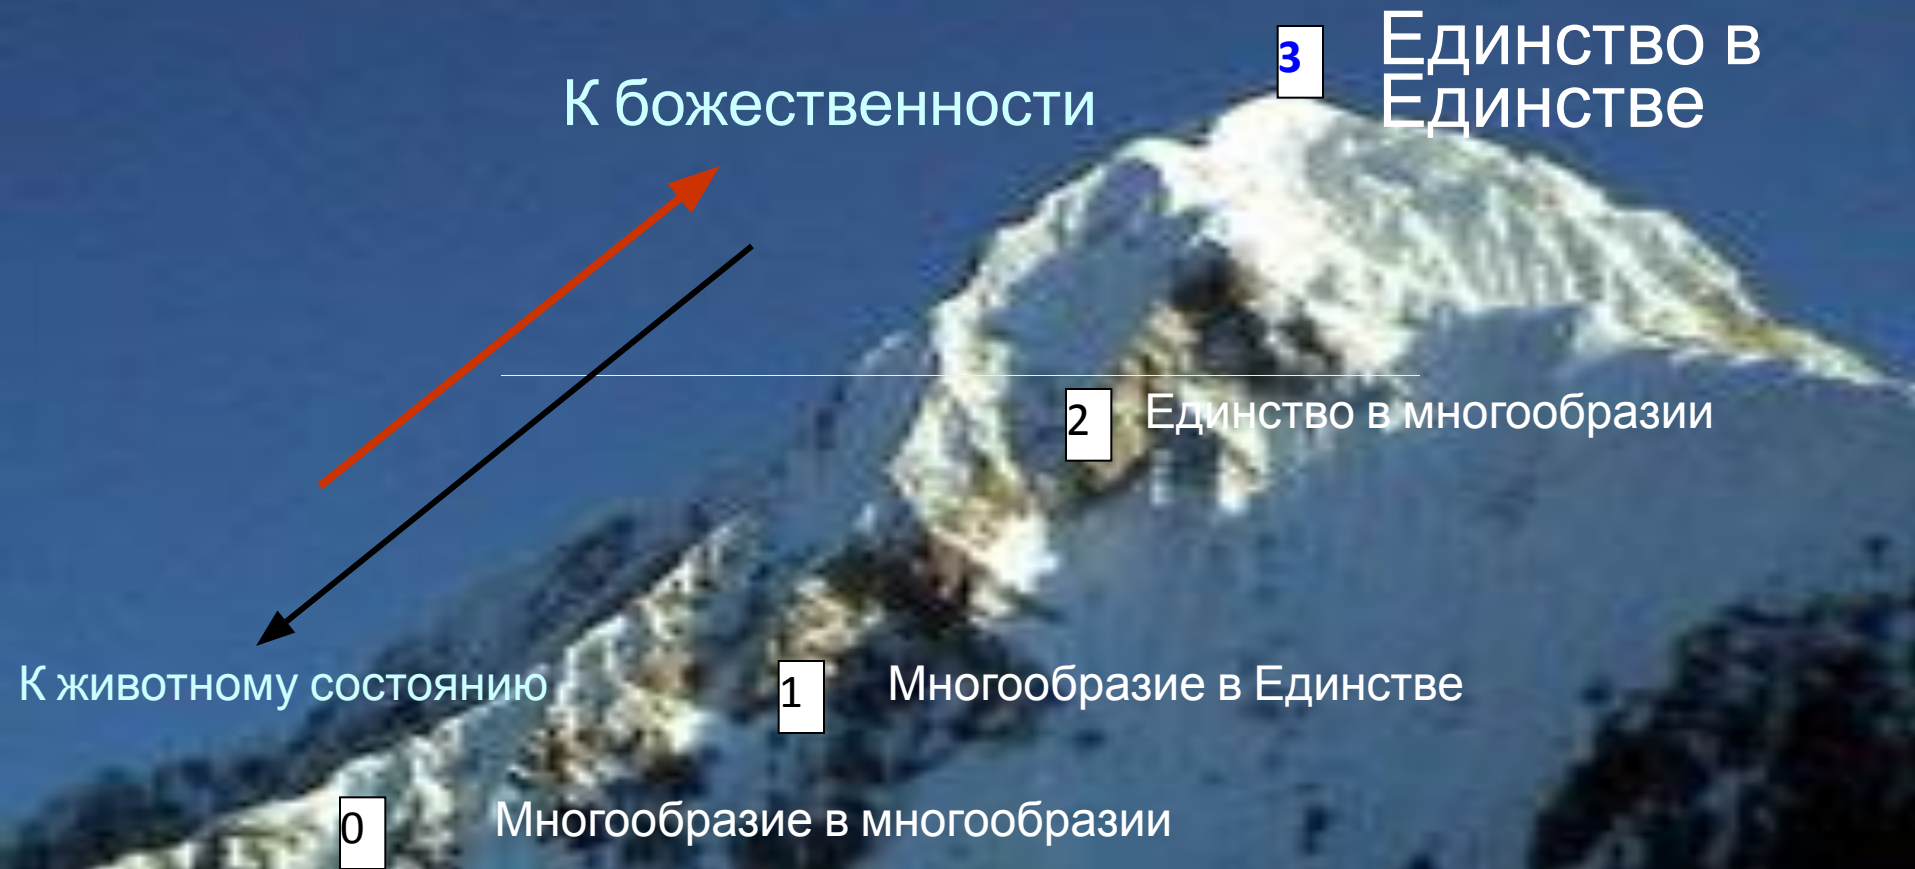 3
Единство в
Единстве
К божественности
2
Единство в многообразии
К животному состоянию
1
Многообразие в Единстве
0
Многообразие в многообразии